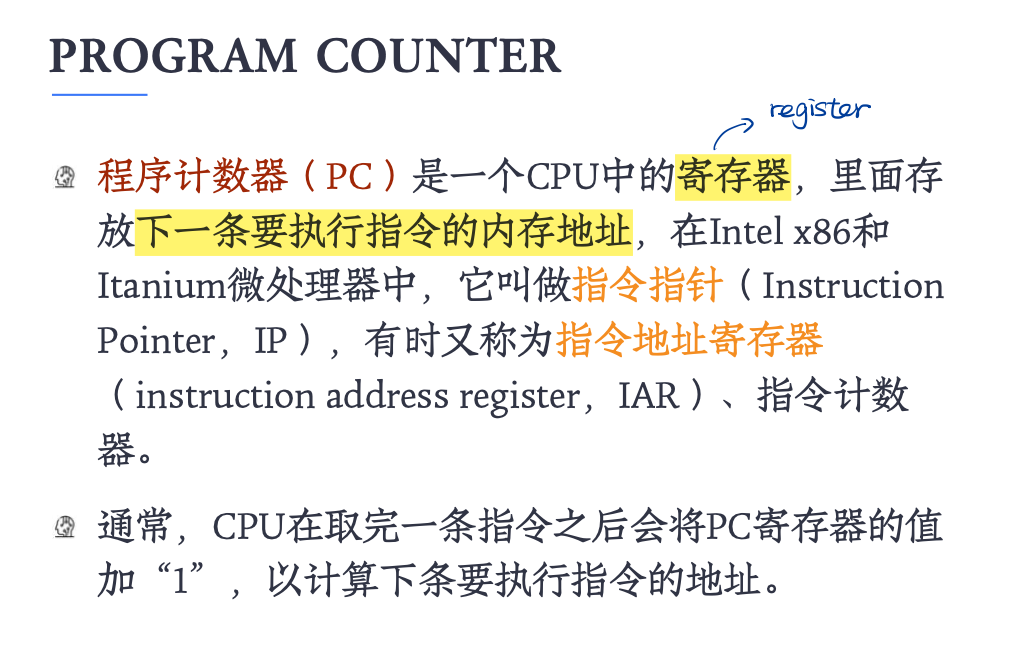 PROGRAM COUNTER
register
程序计数器（PC）是一个CPU中的寄存器，里面存
放下一条要执行指令的内存地址，在Intel x86和
Itanium微处理器中，它叫做指令指针（Instruction
Pointer，IP），有时又称为指令地址寄存器
（instruction address register，IAR）、指令计数
器。
通常，CPU在取完一条指令之后会将PC寄存器的值
加“1”，以计算下条要执行指令的地址。